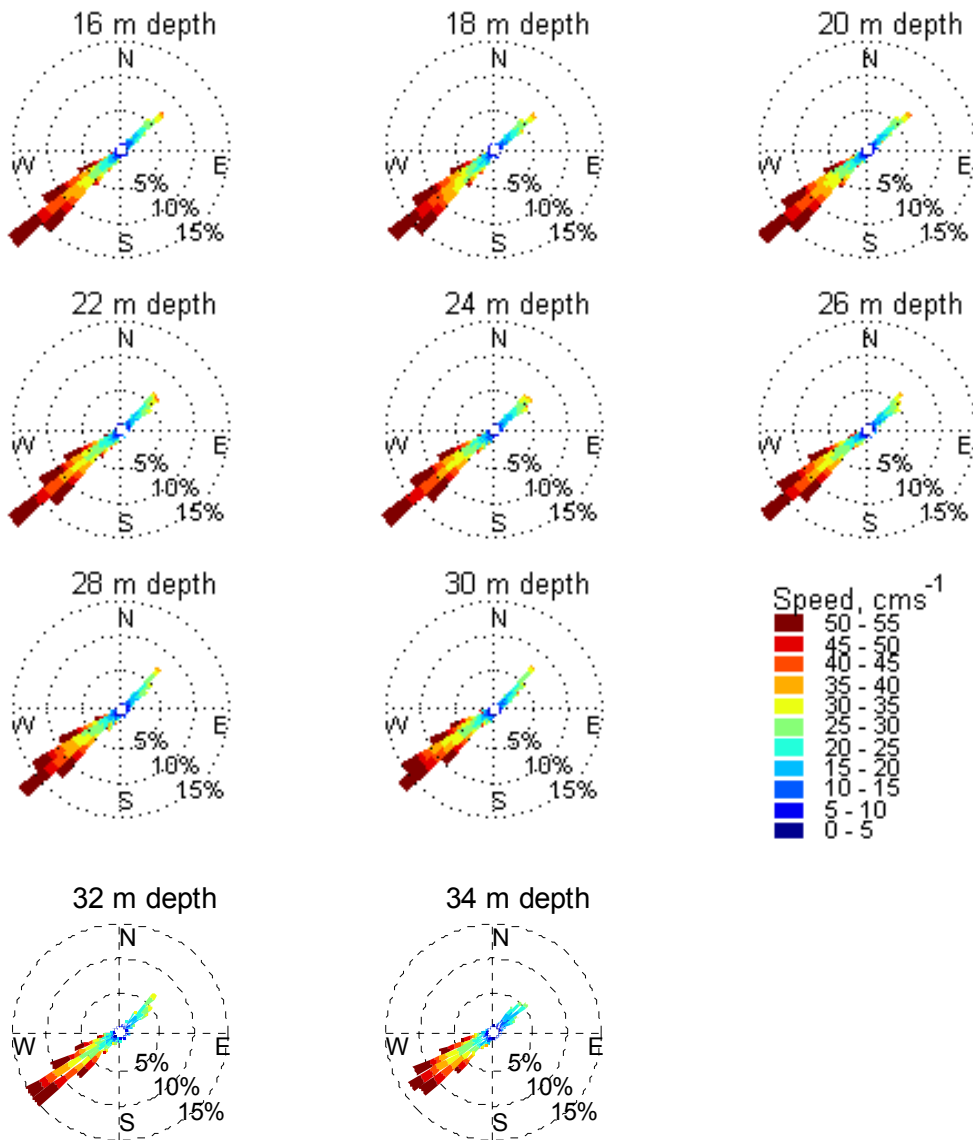 16 m depth
N
W
E
S
5%
10%
15%
18 m depth
N
W
E
S
5%
10%
15%
20 m depth
N
W
E
S
5%
10%
15%
22 m depth
N
W
E
S
5%
10%
15%
24 m depth
N
W
E
S
5%
10%
15%
26 m depth
N
W
E
S
5%
10%
15%
28 m depth
N
W
E
S
5%
10%
15%
30 m depth
N
W
E
S
5%
10%
15%
Speed, cms⁻¹
50 - 55
45 - 50
40 - 45
35 - 40
30 - 35
25 - 30
20 - 25
15 - 20
10 - 15
5 - 10
0 - 5
32 m depth
N
W
E
S
5%
10%
15%
34 m depth
N
W
E
S
5%
10%
15%